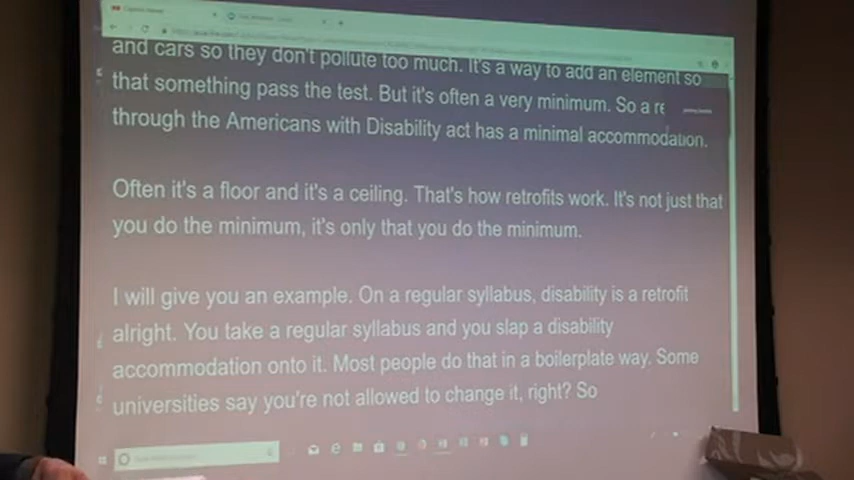 and cars so they don't pollute too much. It's a way to add an element so
that something pass the test. But it's often a very minimum. So a re
through the Americans with Disability act has a minimal accommodation.
Often it's a floor and it's a ceiling. That's how retrofits work. It's not just that
you do the minimum, it's only that you do the minimum.
I will give you an example. On a regular syllabus, disability is a retrofit
alright. You take a regular syllabus and you slap a disability
accommodation onto it. Most people do that in a boilerplate way. Some
universities say you're not allowed to change it, right? So